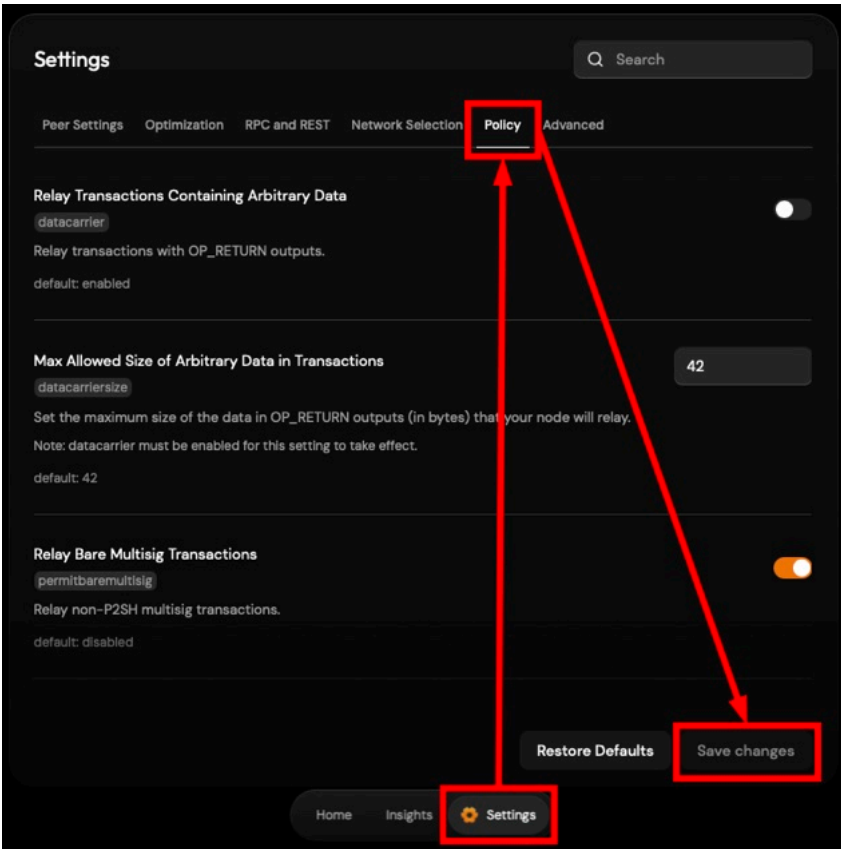 Settings
Search
Peer Settings Optimization RPC and REST Network Selection Policy Advanced
Relay Transactions Containing Arbitrary Data
datacarrier
Relay transactions with OP_RETURN outputs.
default: enabled
Max Allowed Size of Arbitrary Data in Transactions
42
datacarriersize
Set the maximum size of the data in OP_RETURN outputs (in bytes) that your node will relay.
Note: datacarrier must be enabled for this setting to take effect.
default: 42
Relay Bare Multisig Transactions
permitbaremultisig
Relay non-P2SH multisig transactions.
default: disabled
Restore Defaults Save changes
Home Insights Settings